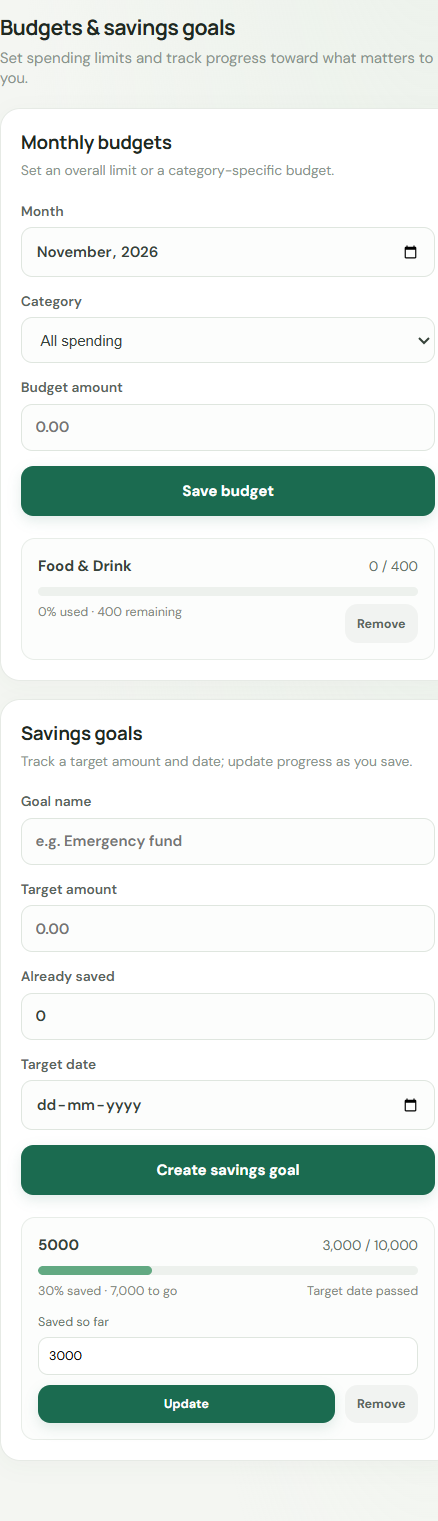 Budgets & savings goals
Set spending limits and track progress toward what matters to
you.
Monthly budgets
Set an overall limit or a category-specific budget.
Month
November, 2026
Category
All spending
Budget amount
0.00
Save budget
Food & Drink
0 / 400
0% used · 400 remaining
Remove
Savings goals
Track a target amount and date; update progress as you save.
Goal name
e.g. Emergency fund
Target amount
0.00
Already saved
0
Target date
dd-mm-yyyy
Create savings goal
5000
3,000 / 10,000
30% saved · 7,000 to go
Target date passed
Saved so far
3000
Update
Remove